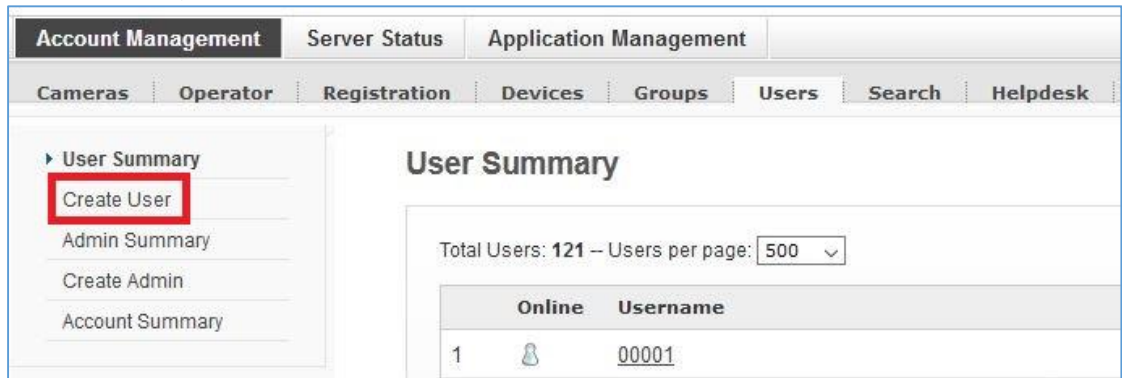 Account Management Server Status Application Management
Cameras Operator Registration Devices Groups Users Search Helpdesk
User Summary
Create User
Admin Summary
Create Admin
Account Summary
User Summary
Total Users: 121 -- Users per page: 500
Online Username
1 00001